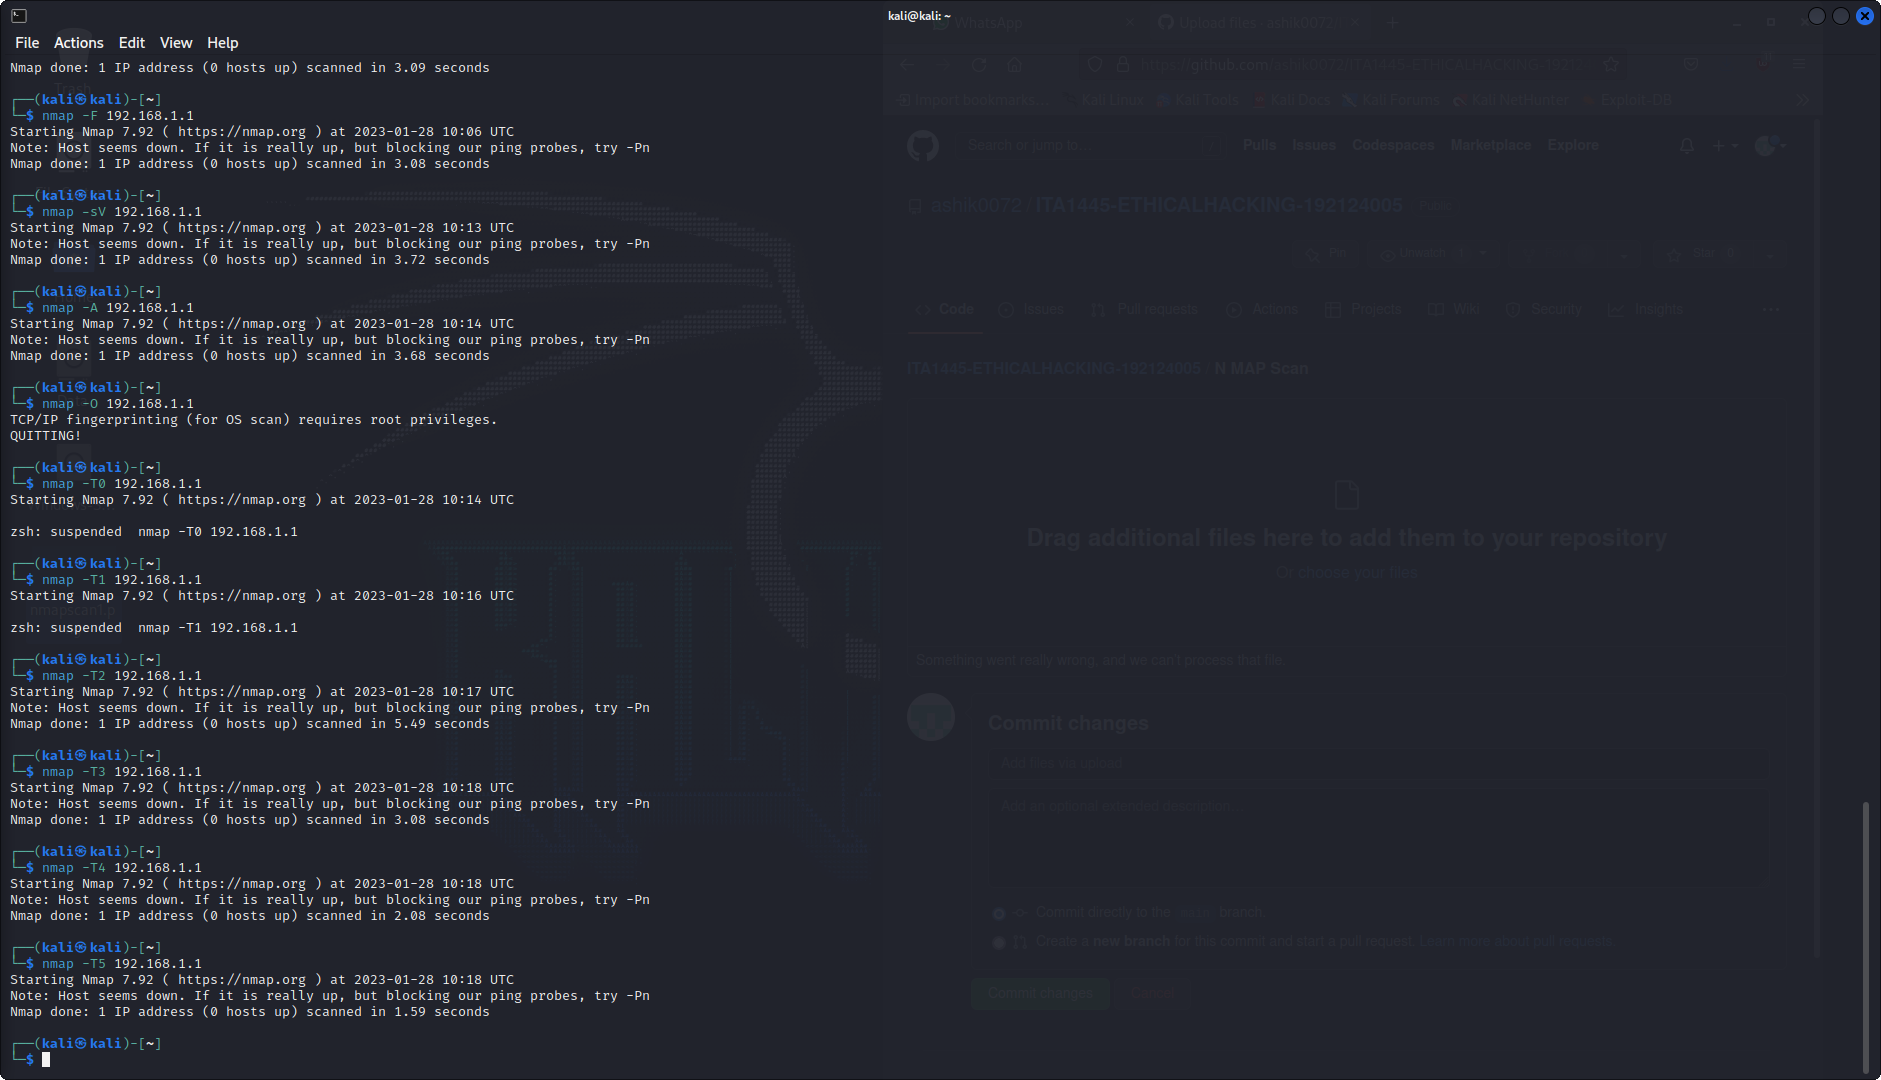 kali@kali: ~
File Actions Edit View Help
Nmap done: 1 IP address (0 hosts up) scanned in 3.09 seconds
┌──(kali㉿kali)-[~]
└─$ nmap -F 192.168.1.1
Starting Nmap 7.92 ( https://nmap.org ) at 2023-01-28 10:06 UTC
Note: Host seems down. If it is really up, but blocking our ping probes, try -Pn
Nmap done: 1 IP address (0 hosts up) scanned in 3.08 seconds
┌──(kali㉿kali)-[~]
└─$ nmap -sV 192.168.1.1
Starting Nmap 7.92 ( https://nmap.org ) at 2023-01-28 10:13 UTC
Note: Host seems down. If it is really up, but blocking our ping probes, try -Pn
Nmap done: 1 IP address (0 hosts up) scanned in 3.72 seconds
┌──(kali㉿kali)-[~]
└─$ nmap -A 192.168.1.1
Starting Nmap 7.92 ( https://nmap.org ) at 2023-01-28 10:14 UTC
Note: Host seems down. If it is really up, but blocking our ping probes, try -Pn
Nmap done: 1 IP address (0 hosts up) scanned in 3.68 seconds
┌──(kali㉿kali)-[~]
└─$ nmap -O 192.168.1.1
TCP/IP fingerprinting (for OS scan) requires root privileges.
QUITTING!
┌──(kali㉿kali)-[~]
└─$ nmap -T0 192.168.1.1
Starting Nmap 7.92 ( https://nmap.org ) at 2023-01-28 10:14 UTC
zsh: suspended  nmap -T0 192.168.1.1
┌──(kali㉿kali)-[~]
└─$ nmap -T1 192.168.1.1
Starting Nmap 7.92 ( https://nmap.org ) at 2023-01-28 10:16 UTC
zsh: suspended  nmap -T1 192.168.1.1
┌──(kali㉿kali)-[~]
└─$ nmap -T2 192.168.1.1
Starting Nmap 7.92 ( https://nmap.org ) at 2023-01-28 10:17 UTC
Note: Host seems down. If it is really up, but blocking our ping probes, try -Pn
Nmap done: 1 IP address (0 hosts up) scanned in 5.49 seconds
┌──(kali㉿kali)-[~]
└─$ nmap -T3 192.168.1.1
Starting Nmap 7.92 ( https://nmap.org ) at 2023-01-28 10:18 UTC
Note: Host seems down. If it is really up, but blocking our ping probes, try -Pn
Nmap done: 1 IP address (0 hosts up) scanned in 3.08 seconds
┌──(kali㉿kali)-[~]
└─$ nmap -T4 192.168.1.1
Starting Nmap 7.92 ( https://nmap.org ) at 2023-01-28 10:18 UTC
Note: Host seems down. If it is really up, but blocking our ping probes, try -Pn
Nmap done: 1 IP address (0 hosts up) scanned in 2.08 seconds
┌──(kali㉿kali)-[~]
└─$ nmap -T5 192.168.1.1
Starting Nmap 7.92 ( https://nmap.org ) at 2023-01-28 10:18 UTC
Note: Host seems down. If it is really up, but blocking our ping probes, try -Pn
Nmap done: 1 IP address (0 hosts up) scanned in 1.59 seconds
┌──(kali㉿kali)-[~]
└─$
WhatsApp
Upload files · ashik0072/
https://github.com/ashik0072/ITA1445-ETHICALHACKING-1921
Import bookmarks... Kali Linux Kali Tools Kali Docs Kali Forums Kali NetHunter Exploit-DB
Search or jump to... Pulls Issues Codespaces Marketplace Explore
ashik0072 / ITA1445-ETHICALHACKING-192124005 Public
Pin Unwatch 1 Star 0
Code Issues Pull requests Actions Projects Wiki Security Insights
ITA1445-ETHICALHACKING-192124005 / N MAP Scan
Drag additional files here to add them to your repository
Or choose your files
Something went really wrong, and we can't process that file.
Commit changes
Add files via upload
Add an optional extended description...
Commit directly to the main branch.
Create a new branch for this commit and start a pull request. Learn more about pull requests.
Commit changes Cancel